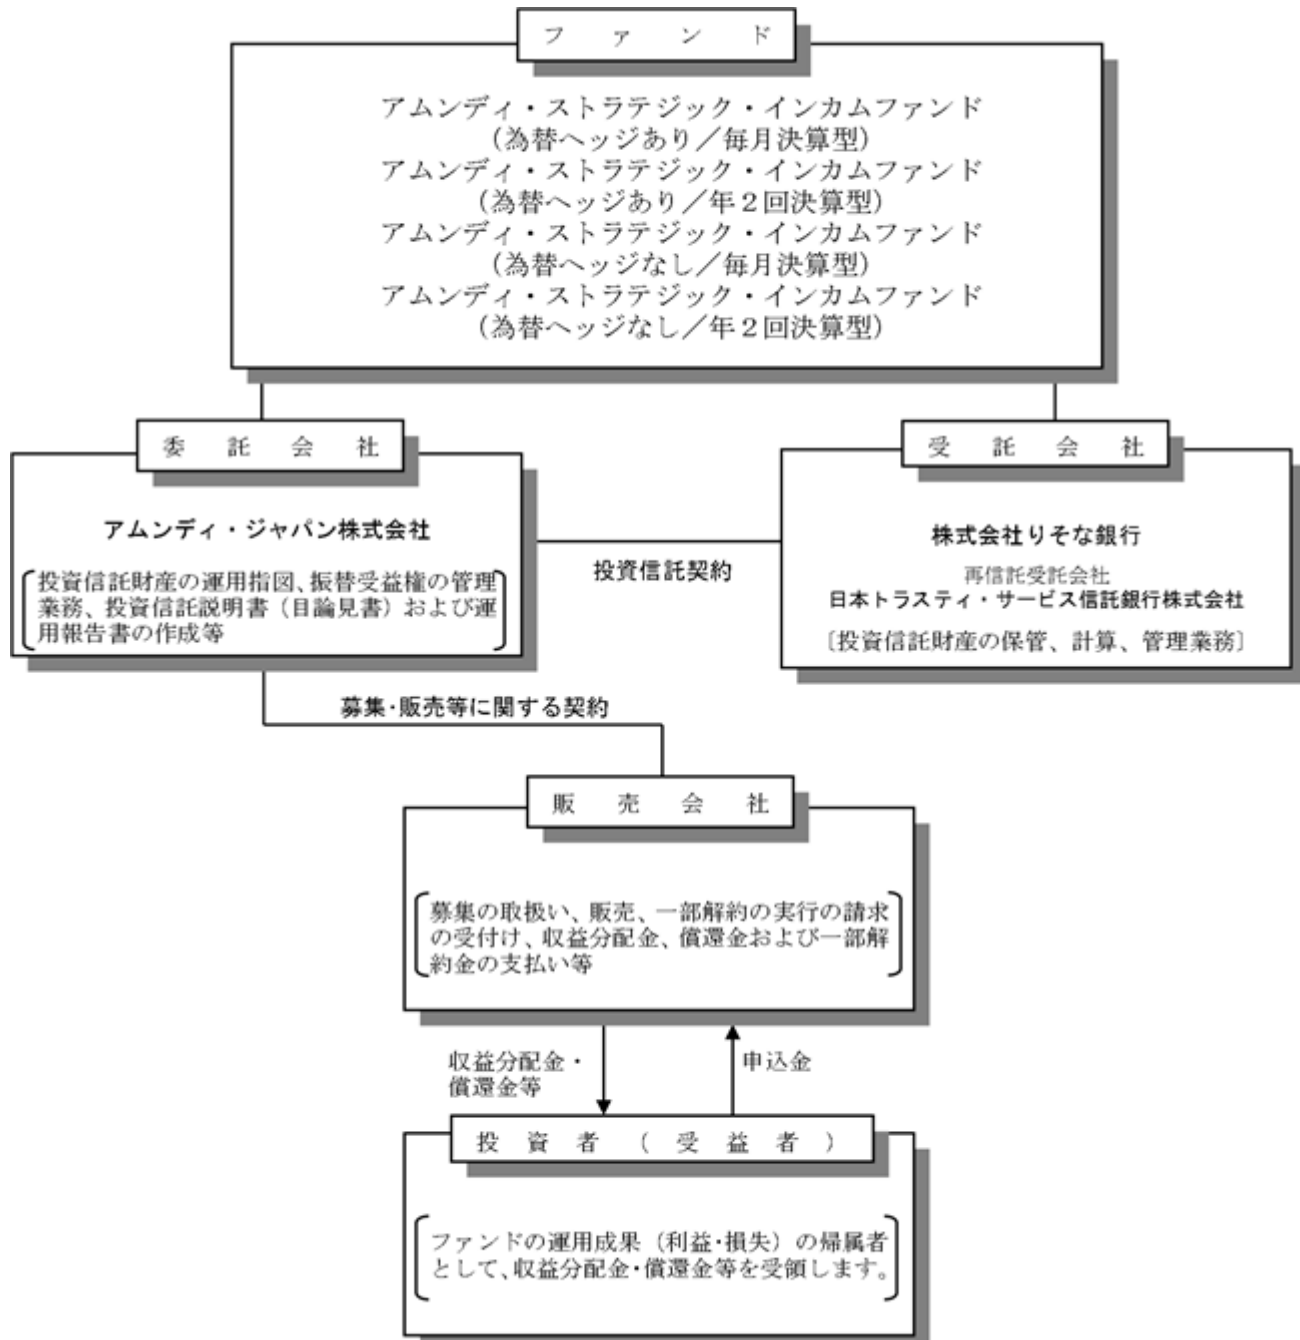 ファンド
アムンディ・ストラテジック・インカムファンド
（為替ヘッジあり／毎月決算型）
アムンディ・ストラテジック・インカムファンド
（為替ヘッジあり／年２回決算型）
アムンディ・ストラテジック・インカムファンド
（為替ヘッジなし／毎月決算型）
アムンディ・ストラテジック・インカムファンド
（為替ヘッジなし／年２回決算型）
委託会社
アムンディ・ジャパン株式会社
投資信託財産の運用指図、振替受益権の管理
業務、投資信託説明書（目論見書）および運
用報告書の作成等
投資信託契約
受託会社
株式会社りそな銀行
再信託受託会社
日本トラスティ・サービス信託銀行株式会社
〔投資信託財産の保管、計算、管理業務〕
募集・販売等に関する契約
販売会社
募集の取扱い、販売、一部解約の実行の請求
の受付け、収益分配金、償還金および一部解
約金の支払い等
収益分配金・
償還金等
申込金
投資者（受益者）
ファンドの運用成果（利益・損失）の帰属者
として、収益分配金・償還金等を受領します。